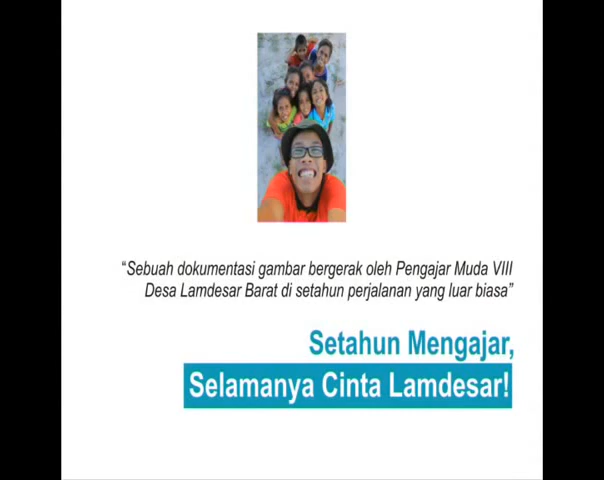 “Sebuah dokumentasi gambar bergerak oleh Pengajar Muda VIII
Desa Lamdesar Barat di setahun perjalanan yang luar biasa”
Setahun Mengajar,
Selamanya Cinta Lamdesar!